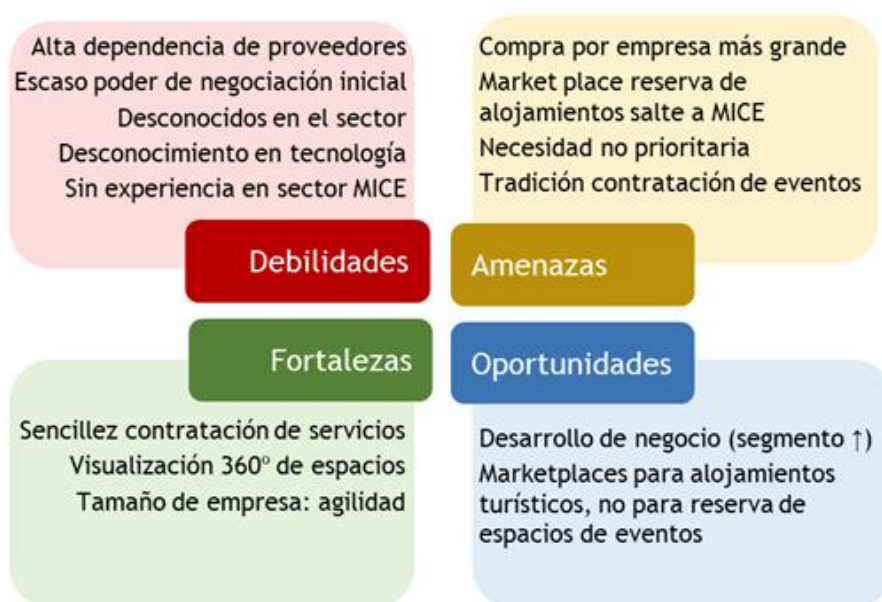 Alta dependencia de proveedores
Escaso poder de negociación inicial
Desconocidos en el sector
Desconocimiento en tecnología
Sin experiencia en sector MICE
Debilidades
Compra por empresa más grande
Market place reserva de
alojamientos salte a MICE
Necesidad no prioritaria
Tradición contratación de eventos
Amenazas
Fortalezas
Sencillez contratación de servicios
Visualización 360º de espacios
Tamaño de empresa: agilidad
Oportunidades
Desarrollo de negocio (segmento ↑)
Marketplaces para alojamientos
turísticos, no para reserva de
espacios de eventos